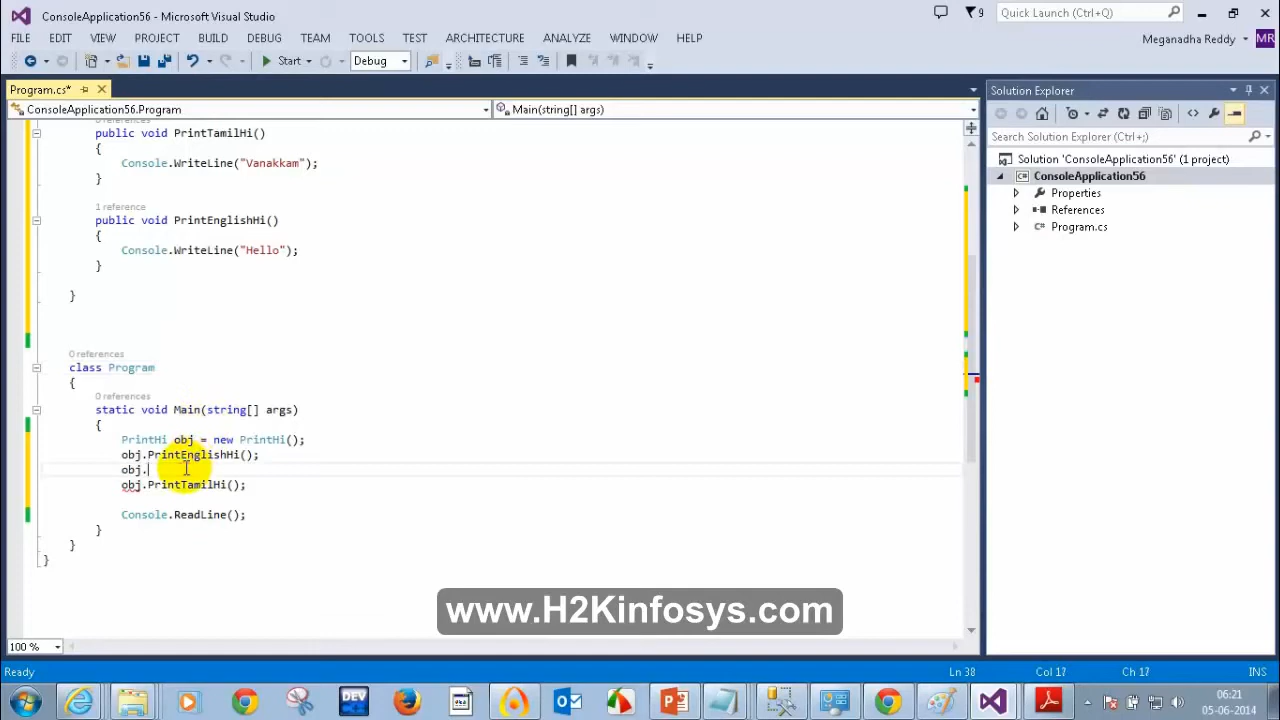 ConsoleApplication56 - Microsoft Visual Studio
9
Quick Launch (Ctrl+Q)
FILE EDIT VIEW PROJECT BUILD DEBUG TEAM TOOLS TEST ARCHITECTURE ANALYZE WINDOW HELP
Meganadha Reddy MR
Start Debug
Program.cs*
ConsoleApplication56.Program Main(string[] args)
public void PrintTamilHi()
{
Console.WriteLine("Vanakkam");
}
1 reference
public void PrintEnglishHi()
{
Console.WriteLine("Hello");
}
}
0 references
class Program
{
0 references
static void Main(string[] args)
{
PrintHi obj = new PrintHi();
obj.PrintEnglishHi();
obj.
obj.PrintTamilHi();
Console.ReadLine();
}
}
}
100 %
Solution Explorer
Search Solution Explorer (Ctrl+;)
Solution 'ConsoleApplication56' (1 project)
ConsoleApplication56
Properties
References
C# Program.cs
www.H2Kinfosys.com
Ready Ln 38 Col 17 Ch 17 INS
DEV
06:21
05-06-2014